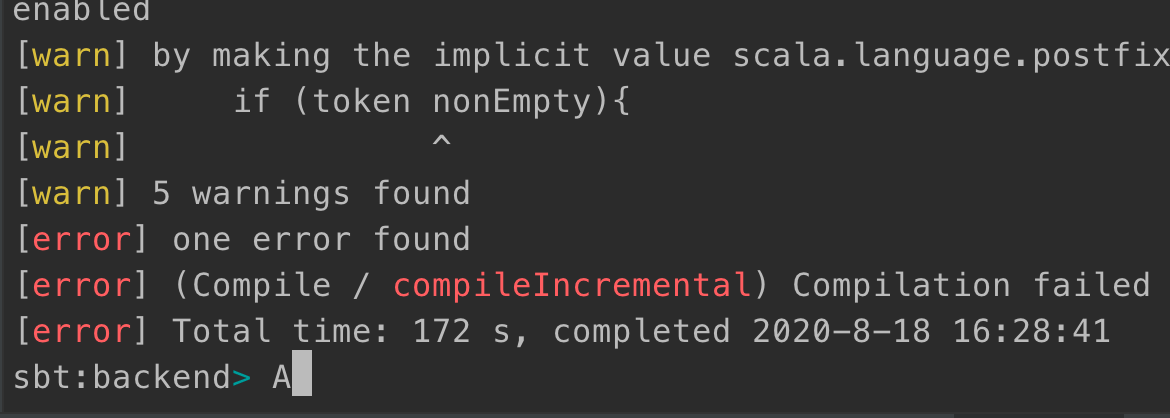 enabled
[warn] by making the implicit value scala.language.postfix
[warn]     if (token nonEmpty){
[warn]               ^
[warn] 5 warnings found
[error] one error found
[error] (Compile / compileIncremental) Compilation failed
[error] Total time: 172 s, completed 2020-8-18 16:28:41
sbt:backend> A